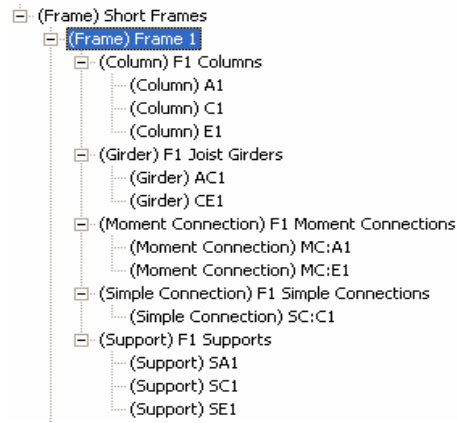 (Frame) Short Frames
(Frame) Frame 1
(Column) F1 Columns
(Column) A1
(Column) C1
(Column) E1
(Girder) F1 Joist Girders
(Girder) AC1
(Girder) CE1
(Moment Connection) F1 Moment Connections
(Moment Connection) MC:A1
(Moment Connection) MC:E1
(Simple Connection) F1 Simple Connections
(Simple Connection) SC:C1
(Support) F1 Supports
(Support) SA1
(Support) SC1
(Support) SE1